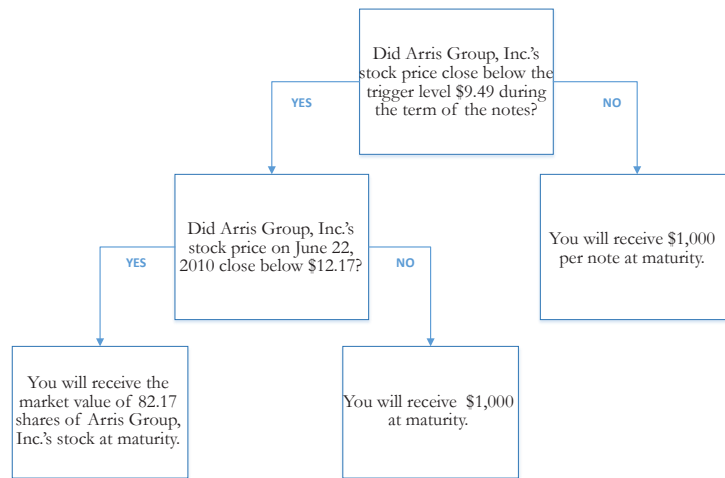 Did Arris Group, Inc.'s
stock price close below the
trigger level $9.49 during
the term of the notes?
YES
NO
Did Arris Group, Inc.'s
stock price on June 22,
2010 close below $12.17?
You will receive $1,000
per note at maturity.
YES
NO
You will receive the
market value of 82.17
shares of Arris Group,
Inc.'s stock at maturity.
You will receive $1,000
at maturity.